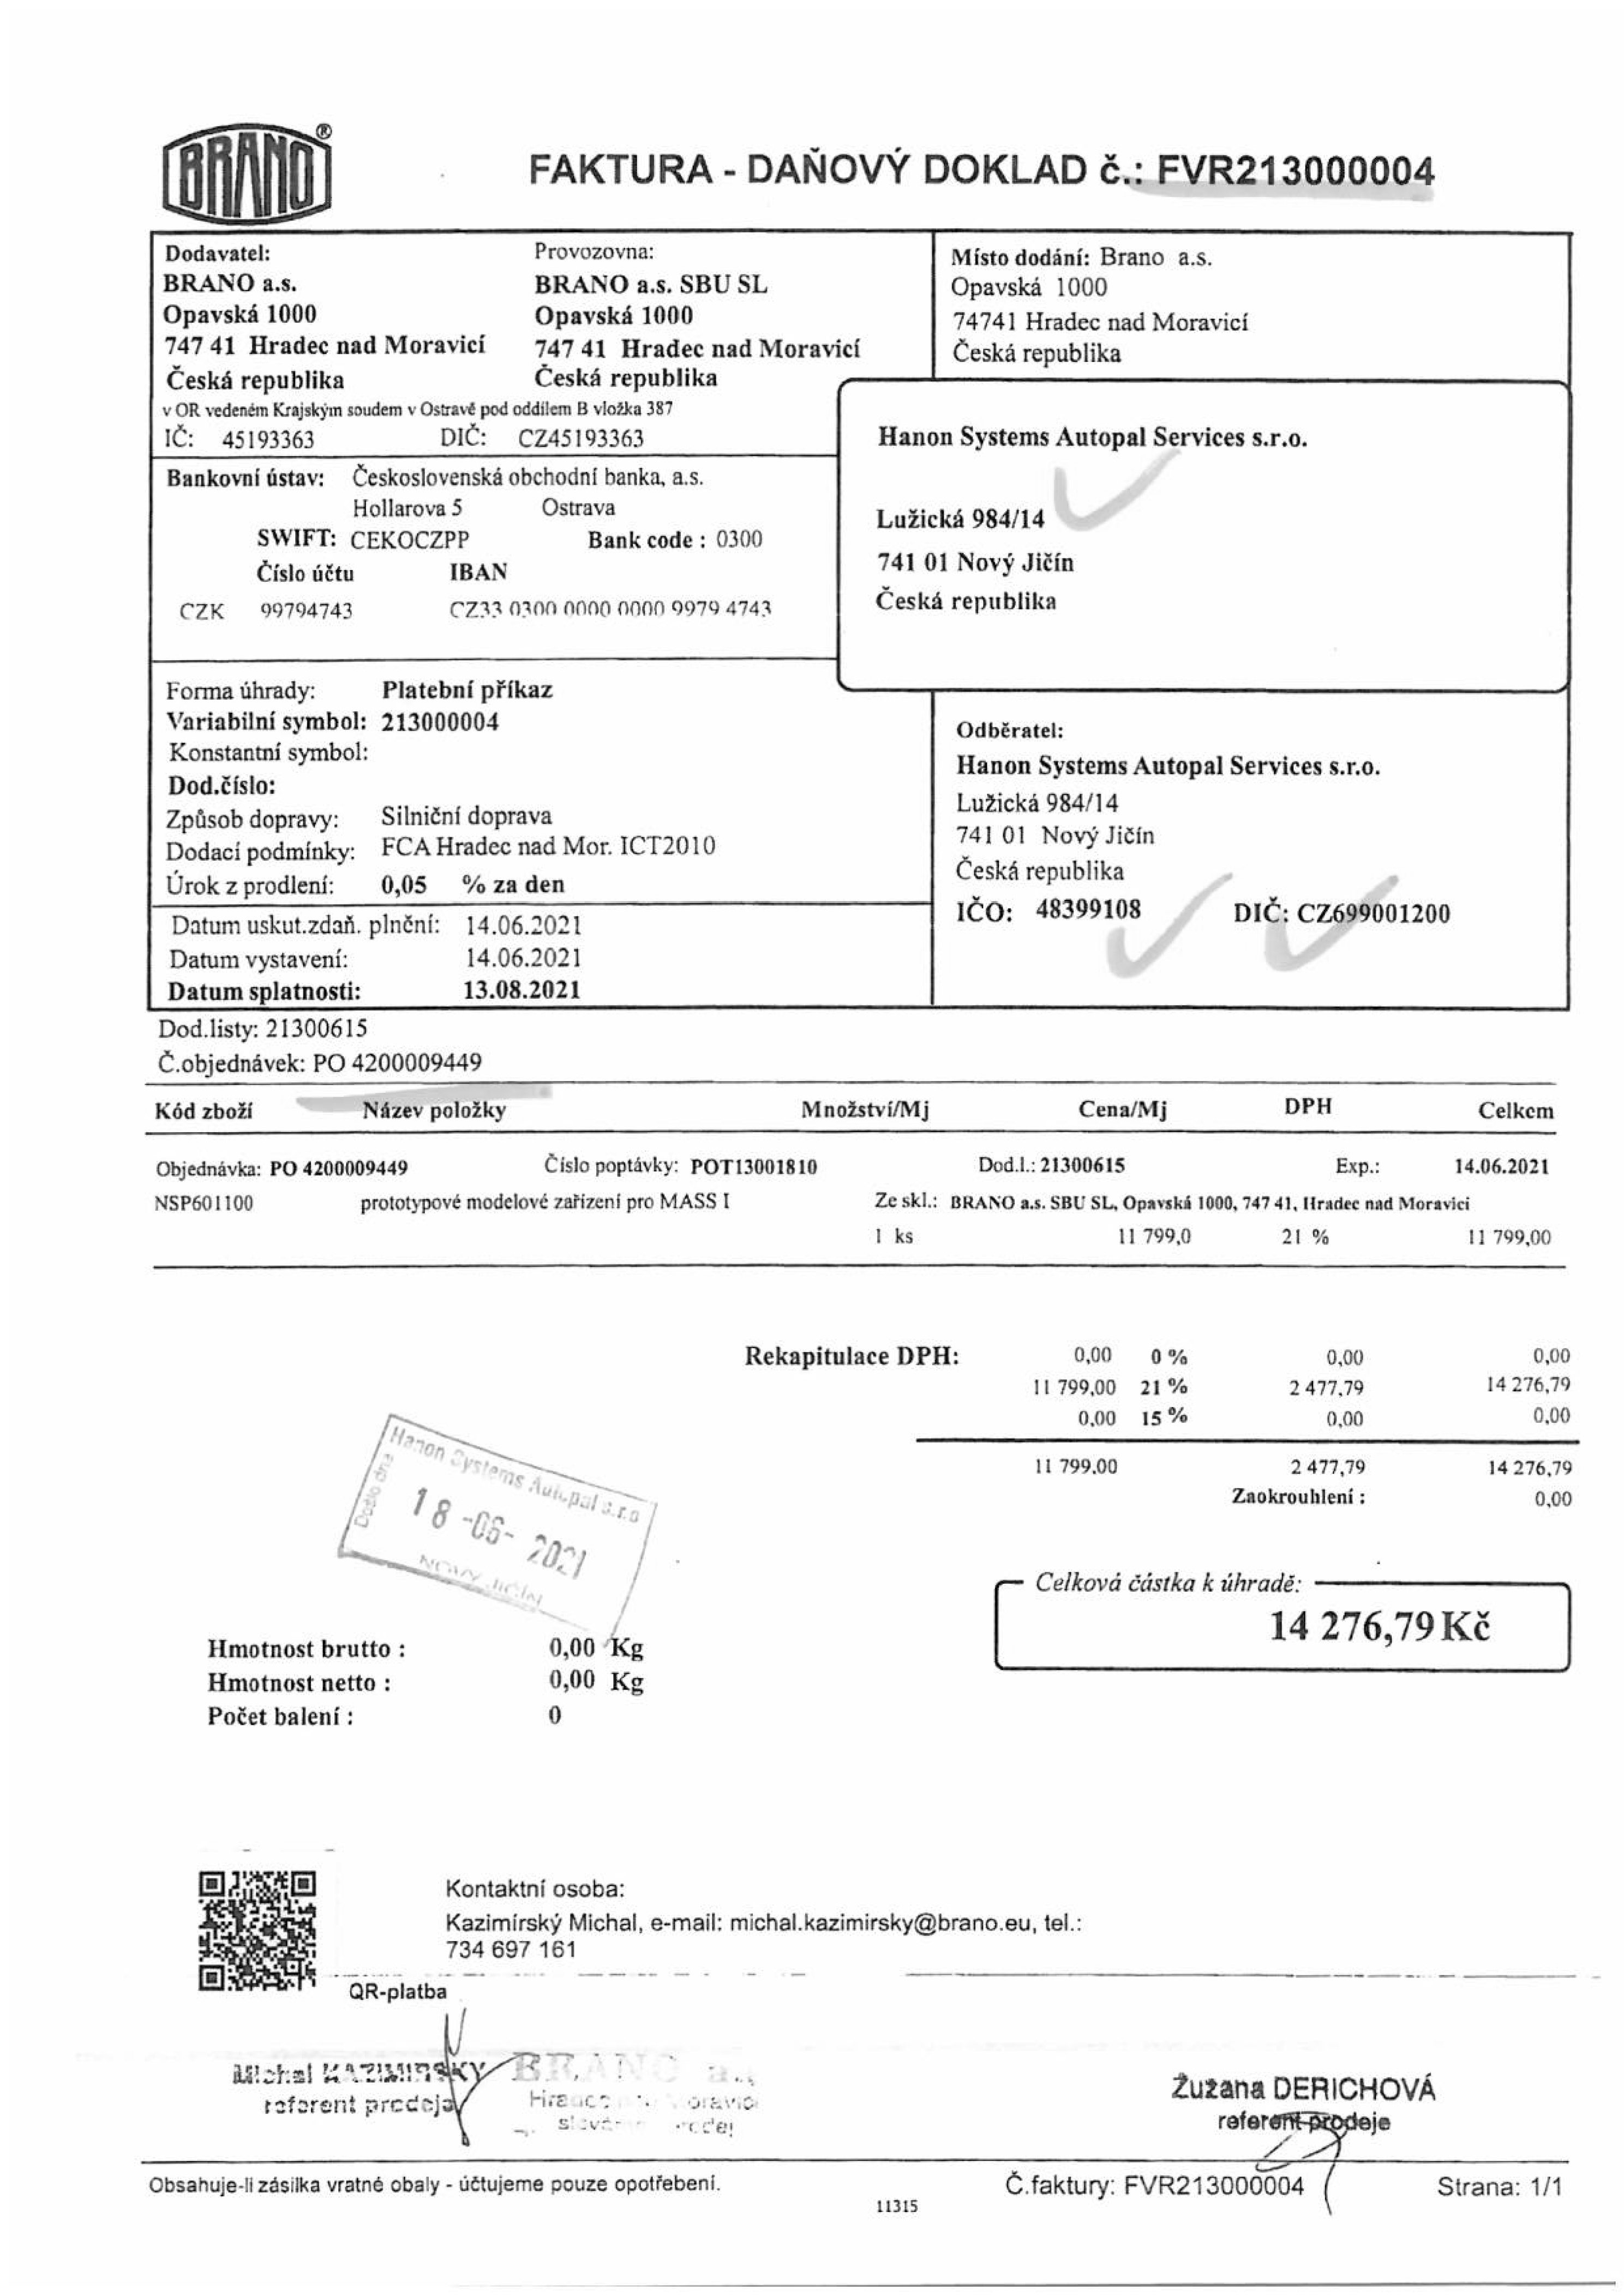 BRANO®
FAKTURA - DAŇOVÝ DOKLAD č.: FVR213000004
Dodavatel:
BRANO a.s.
Opavská 1000
747 41 Hradec nad Moravicí
Česká republika
Provozovna:
BRANO a.s. SBU SL
Opavská 1000
747 41 Hradec nad Moravicí
Česká republika
v OR vedeném Krajským soudem v Ostravě pod oddílem B vložka 387
IČ: 45193363 DIČ: CZ45193363
Místo dodání: Brano a.s.
Opavská 1000
74741 Hradec nad Moravicí
Česká republika
Hanon Systems Autopal Services s.r.o.
Lužická 984/14
741 01 Nový Jičín
Česká republika
Bankovní ústav: Československá obchodní banka, a.s.
Hollarova 5 Ostrava
SWIFT: CEKOCZPP Bank code : 0300
Číslo účtu IBAN
CZK 99794743 CZ33 0300 0000 0000 9979 4743
Forma úhrady: Platební příkaz
Variabilní symbol: 213000004
Konstantní symbol:
Dod.číslo:
Způsob dopravy: Silniční doprava
Dodací podmínky: FCA Hradec nad Mor. ICT2010
Úrok z prodlení: 0,05 % za den
Odběratel:
Hanon Systems Autopal Services s.r.o.
Lužická 984/14
741 01 Nový Jičín
Česká republika
IČO: 48399108 DIČ: CZ699001200
Datum uskut.zdaň. plnění: 14.06.2021
Datum vystavení: 14.06.2021
Datum splatnosti: 13.08.2021
Dod.listy: 21300615
Č.objednávek: PO 4200009449
Kód zboží Název položky Množství/Mj Cena/Mj DPH Celkem
Objednávka: PO 4200009449 Číslo poptávky: POT13001810 Dod.l.: 21300615 Exp.: 14.06.2021
NSP601100 prototypové modelové zařízení pro MASS I Ze skl.: BRANO a.s. SBU SL, Opavská 1000, 747 41, Hradec nad Moravicí
1 ks 11 799,0 21 % 11 799,00
Rekapitulace DPH: 0,00 0 % 0,00 0,00
11 799,00 21 % 2 477,79 14 276,79
0,00 15 % 0,00 0,00
11 799,00 2 477,79 14 276,79
Zaokrouhlení : 0,00
Hanon Systems Autopal s.r.o
Došlo dne
18 -06- 2021
NOVÝ JIČÍN
Celková částka k úhradě:
14 276,79 Kč
Hmotnost brutto : 0,00 Kg
Hmotnost netto : 0,00 Kg
Počet balení : 0
Kontaktní osoba:
Kazimírský Michal, e-mail: michal.kazimirsky@brano.eu, tel.:
734 697 161
QR-platba
Michal KAZIMIRSKY
referent prodeje
BRANO a.
Hradec
Zuzana DERICHOVÁ
referent prodeje
Obsahuje-li zásilka vratné obaly - účtujeme pouze opotřebení.
Č.faktury: FVR213000004
Strana: 1/1
11315